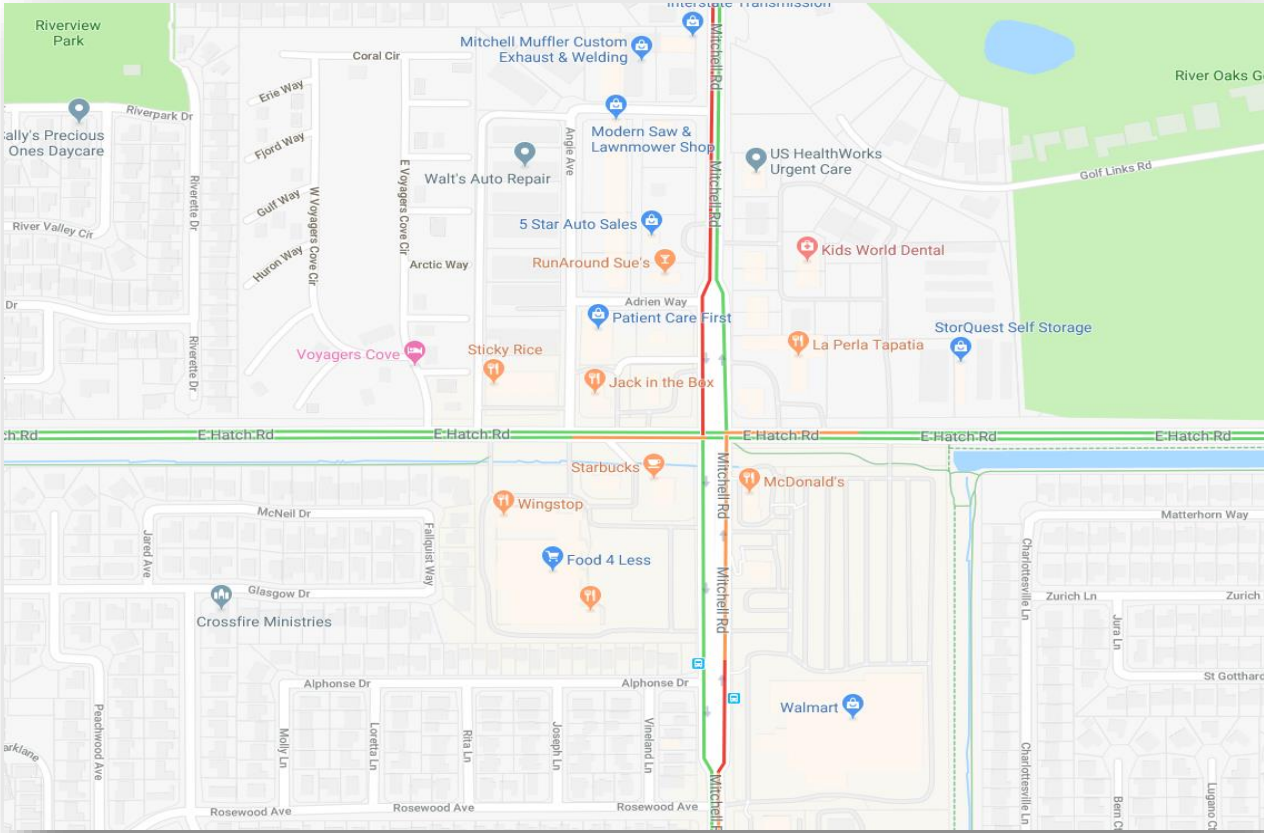 Interstate Transmission
Riverview
Park
Mitchell Muffler Custom
Exhaust & Welding
Mitchell Rd
Coral Cir
Erie Way
Riverpark Dr
River Oaks G
Sally's Precious
Ones Daycare
Modern Saw &
Lawnmower Shop
Angie Ave
Fjord Way
Walt's Auto Repair
US HealthWorks
Urgent Care
Golf Links Rd
Riverette Dr
Gulf Way
W Voyagers Cove Cir
E Voyagers Cove Cir
Mitchell Rd
River Valley Cir
5 Star Auto Sales
Kids World Dental
Huron Way
Arctic Way
RunAround Sue's
Dr
Adrien Way
Patient Care First
StorQuest Self Storage
Riverette Dr
Voyagers Cove
Sticky Rice
La Perla Tapatia
Jack in the Box
h Rd
E Hatch Rd
E Hatch Rd
E Hatch Rd
E Hatch Rd
E Hatch Rd
Starbucks
Mitchell Rd
McDonald's
Wingstop
McNeil Dr
Matterhorn Way
Jared Ave
Fallquist Way
Food 4 Less
Charlottesville Ln
Glasgow Dr
Mitchell Rd
Zurich Ln
Zurich
Crossfire Ministries
Jura Ln
Alphonse Dr
Alphonse Dr
St Gotthard
Walmart
Peachwood Ave
Molly Ln
Loretta Ln
Rita Ln
Joseph Ln
Vineland Ln
arklane
Charlottesville Ln
Bern Ct
Lugano Ct
Rosewood Ave
Rosewood Ave
Rosewood Ave
Mitchell R